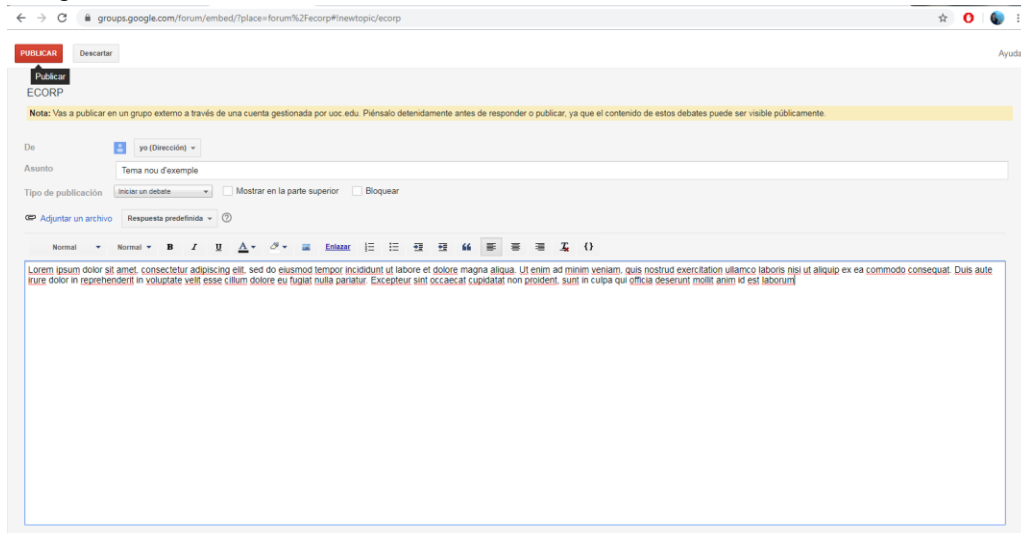 groups.google.com/forum/embed/?place=forum%2Fecorp#!newtopic/ecorp
PUBLICAR Descartar Ayuda
Publicar
ECORP
Nota: Vas a publicar en un grupo externo a través de una cuenta gestionada por uoc.edu. Piénsalo detenidamente antes de responder o publicar, ya que el contenido de estos debates puede ser visible públicamente.
De yo (Dirección)
Asunto Tema nou d'exemple
Tipo de publicación Iniciar un debate Mostrar en la parte superior Bloquear
Adjuntar un archivo Respuesta predefinida ?
Normal Normal B I U A Enlazar {}
Lorem ipsum dolor sit amet, consectetur adipiscing elit, sed do eiusmod tempor incididunt ut labore et dolore magna aliqua. Ut enim ad minim veniam, quis nostrud exercitation ullamco laboris nisi ut aliquip ex ea commodo consequat. Duis aute
irure dolor in reprehenderit in voluptate velit esse cillum dolore eu fugiat nulla pariatur. Excepteur sint occaecat cupidatat non proident, sunt in culpa qui officia deserunt mollit anim id est laborum